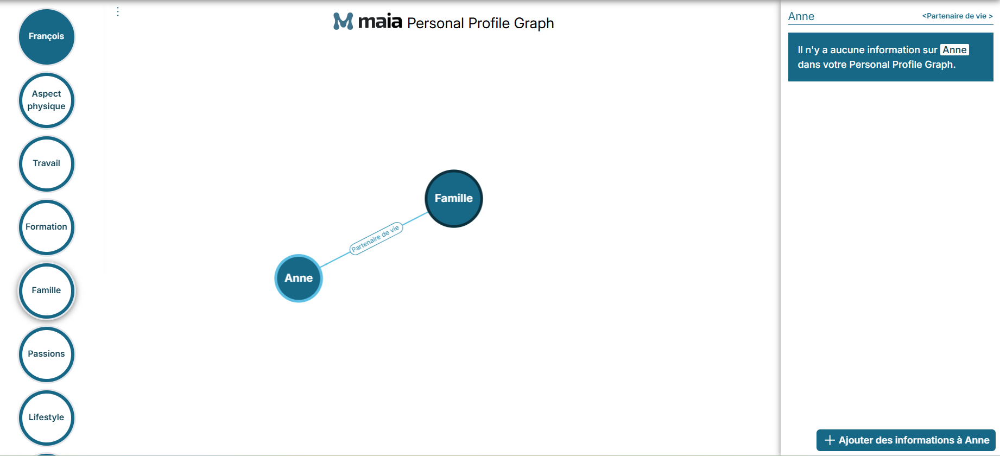 François
Aspect
physique
Travail
Formation
Famille
Passions
Lifestyle
maia Personal Profile Graph
Famille
Partenaire de vie
Anne
Anne
<Partenaire de vie >
Il n'y a aucune information sur Anne
dans votre Personal Profile Graph.
Ajouter des informations à Anne